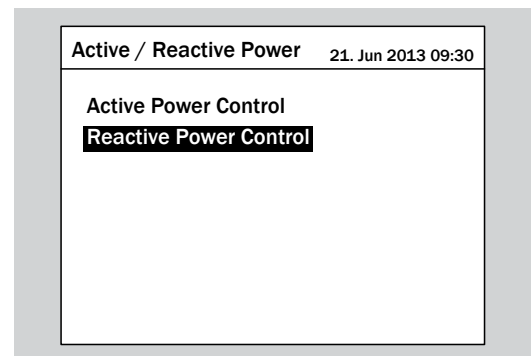 Active / Reactive Power 21. Jun 2013 09:30
Active Power Control
Reactive Power Control